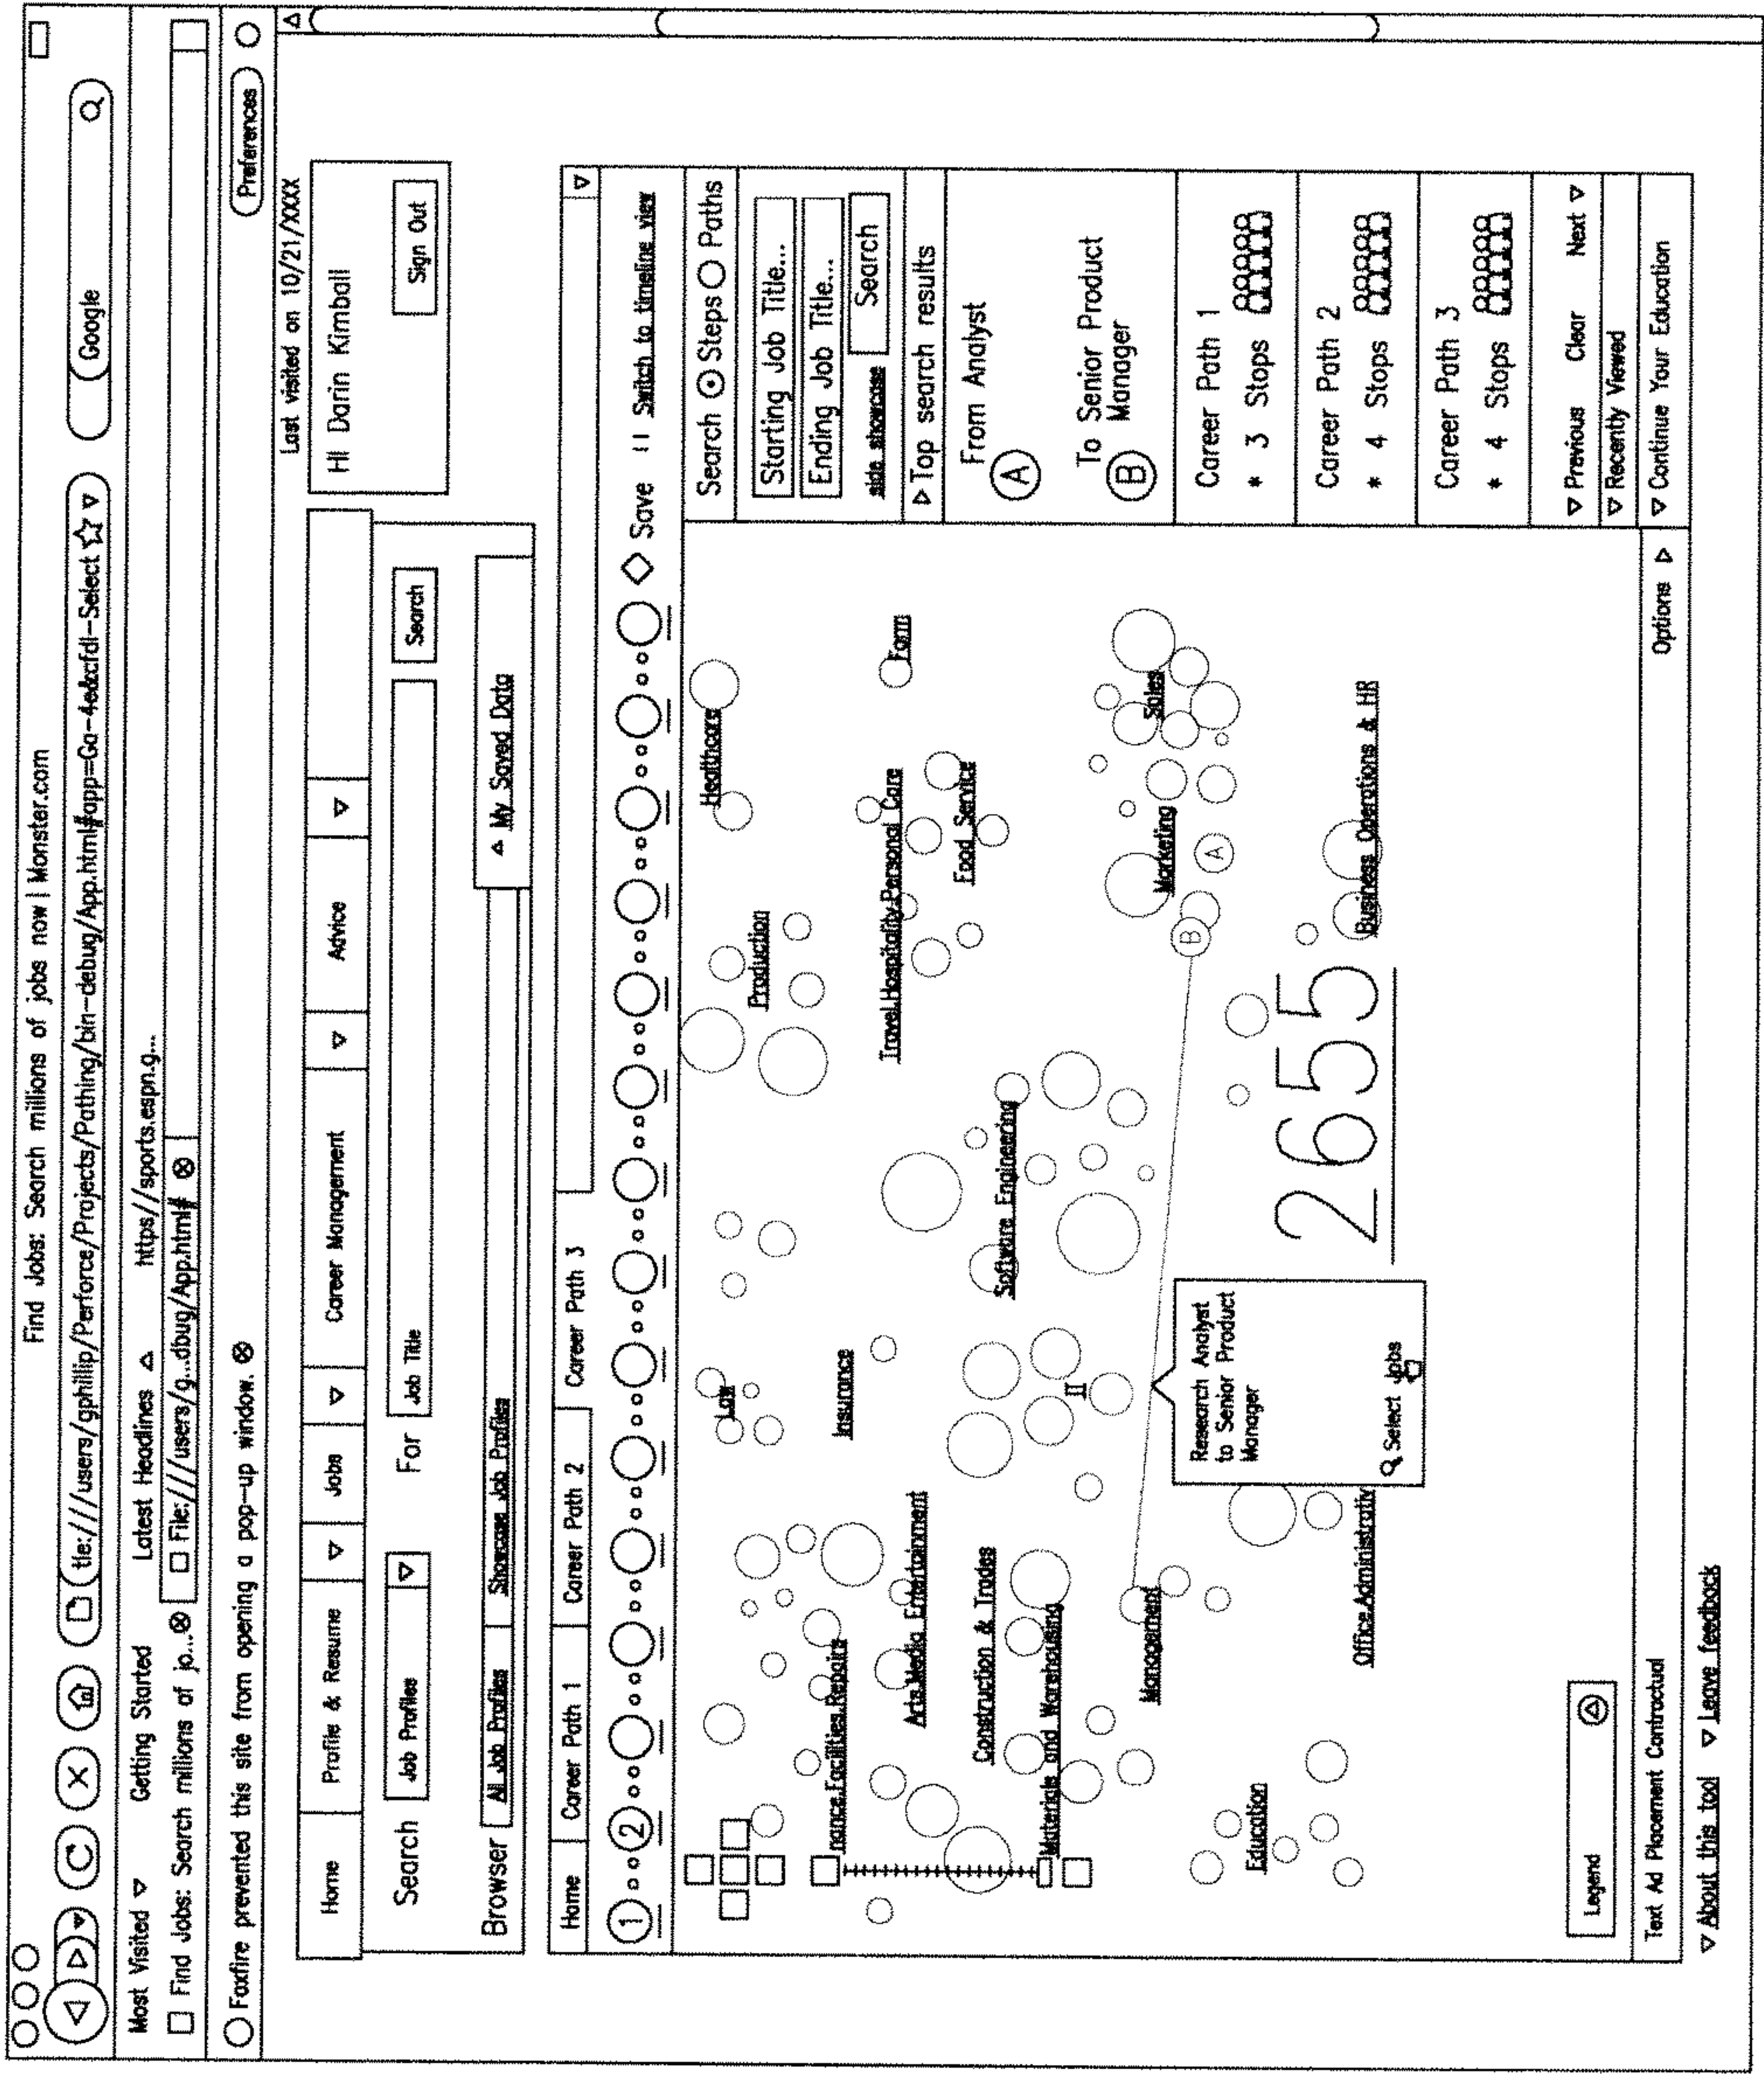 Find Jobs: Search millions of jobs now | Monster.com
tle:///users/gphillip/Perforce/Projects/Pathing/bin-debug/App.html#app=Ga-4edcfdl-Select
Google
Most Visited
Getting Started
Latest Headlines
https//sports.espn.g...
Find Jobs: Search millions of jo...
File:///users/g...dbug/App.html#
Foxfire prevented this site from opening a pop-up window.
Preferences
Last visited on 10/21/XXXX
HI Darin Kimball
Sign Out
Home
Profile & Resume
Jobs
Career Management
Advice
Search
Job Profiles
For
Job Title
Search
Browser
All Job Profiles
Showcase Job Profiles
My Saved Data
Home
Career Path 1
Career Path 2
Career Path 3
1
2
Save
Switch to timeline view
Healthcare
Production
Law
Insurance
nance.Facilities.Repairs
Travel.Hospitality.Personal Care
Form
Food Service
Arts.Media Entertainment
Software Engineering
Construction & Trades
Materials and Warehousing
Management
Marketing
Sales
A
B
Research Analyst
to Senior Product
Manager
Select Jobs
2655
Education
Office.Administrativ
Business Operations & HR
Legend
Search Steps Paths
Starting Job Title...
Ending Job Title...
side showcase
Search
Top search results
From Analyst
A
To Senior Product
B Manager
Career Path 1
* 3 Stops
Career Path 2
* 4 Stops
Career Path 3
* 4 Stops
Previous Clear Next
Recently Viewed
Continue Your Education
Text Ad Placement Contractual
Options
About this tool
Leave feedback